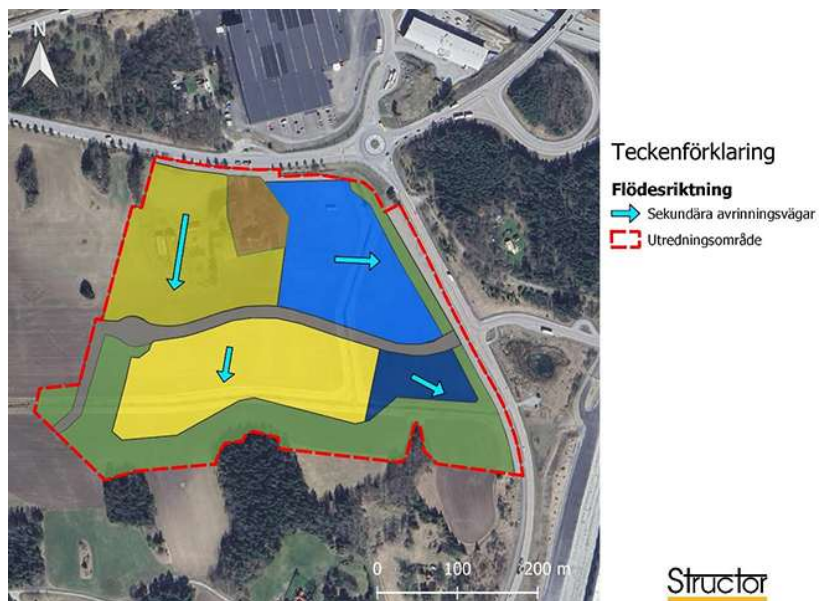 N
Teckenförklaring
Flödesriktning
Sekundära avrinningsvägar
Utredningsområde
0 100 200 m
Structor